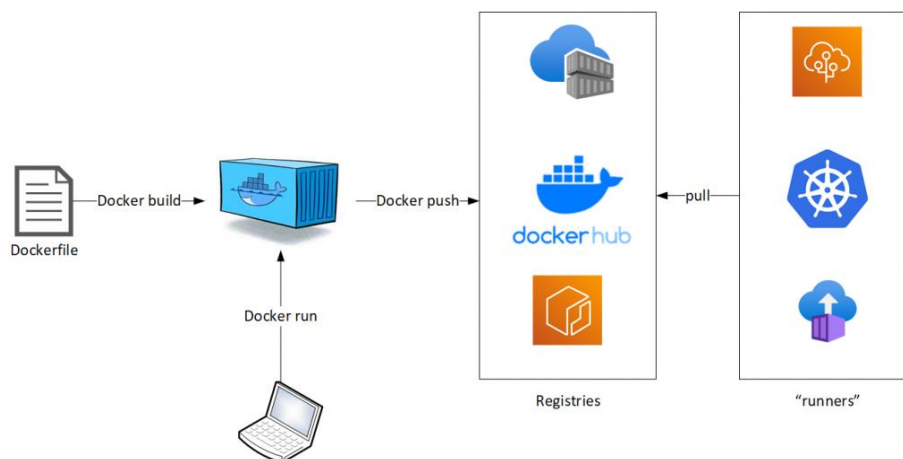 Dockerfile
Docker build
Docker run
Docker push
docker hub
Registries
pull
“runners”